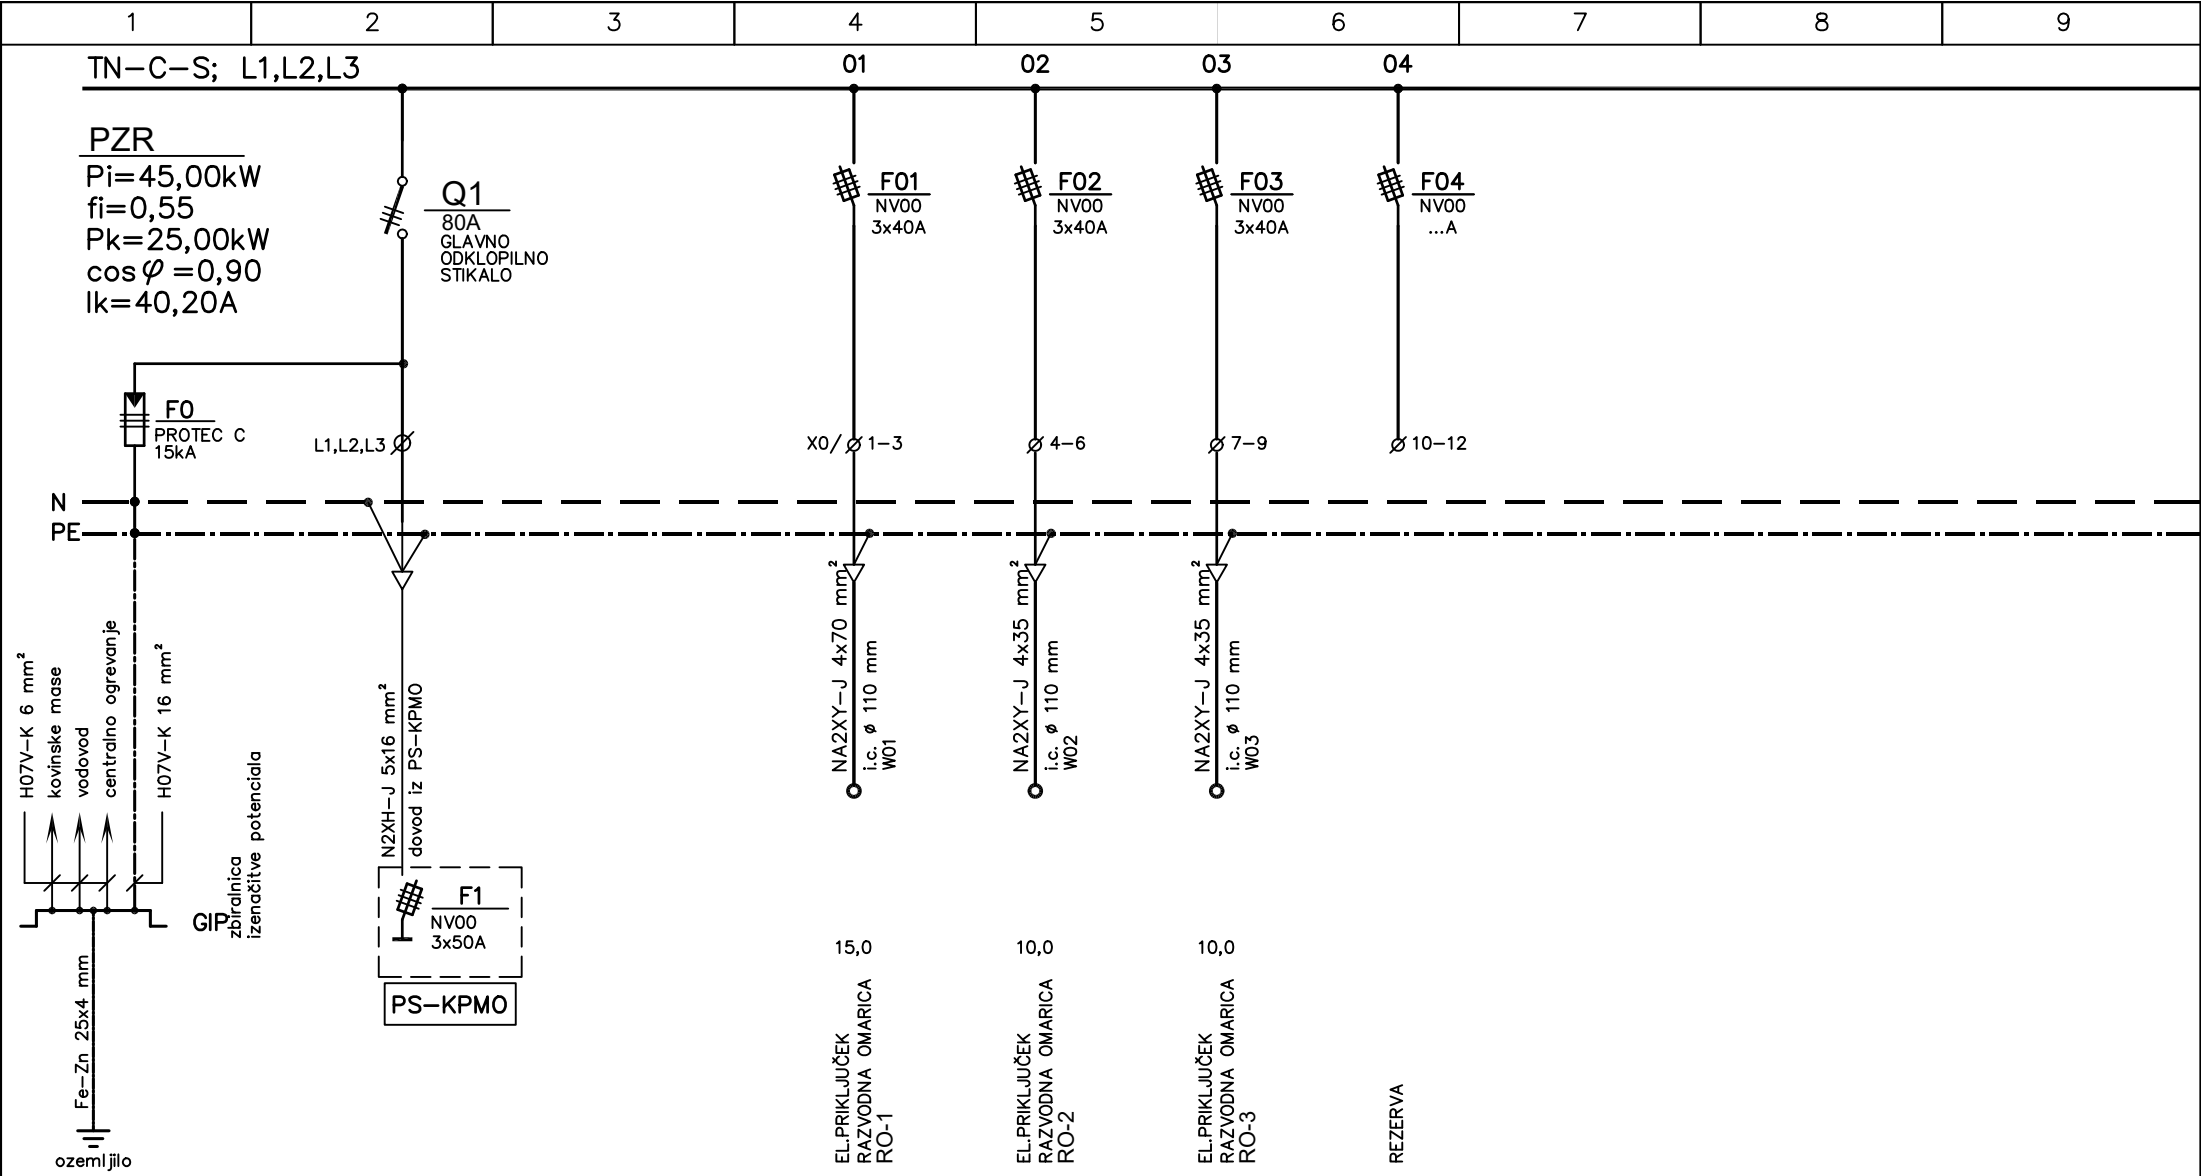 1 2 3 4 5 6 7 8 9
TN-C-S; L1,L2,L3
01 02 03 04
PZR
Pi=45,00kW
fi=0,55
Pk=25,00kW
cosφ=0,90
Ik=40,20A
Q1
80A
GLAVNO
ODKLOPILNO
STIKALO
F01
NV00
3x40A
F02
NV00
3x40A
F03
NV00
3x40A
F04
NV00
...A
F0
PROTEC C
15kA
L1,L2,L3
X0/ 1-3
4-6
7-9
10-12
N
PE
H07V-K 6 mm²
kovinske mase
vodovod
centralno ogrevanje
H07V-K 16 mm²
GIP
zbiralnica
izenačitve potenciala
Fe-Zn 25x4 mm
ozemljilo
N2XH-J 5x16 mm²
dovod iz PS-KPMO
F1
NV00
3x50A
PS-KPMO
NA2XY-J 4x70 mm²
i.c. ø 110 mm
W01
NA2XY-J 4x35 mm²
i.c. ø 110 mm
W02
NA2XY-J 4x35 mm²
i.c. ø 110 mm
W03
15,0
10,0
10,0
EL.PRIKLJUČEK
RAZVODNA OMARICA
RO-1
EL.PRIKLJUČEK
RAZVODNA OMARICA
RO-2
EL.PRIKLJUČEK
RAZVODNA OMARICA
RO-3
REZERVA